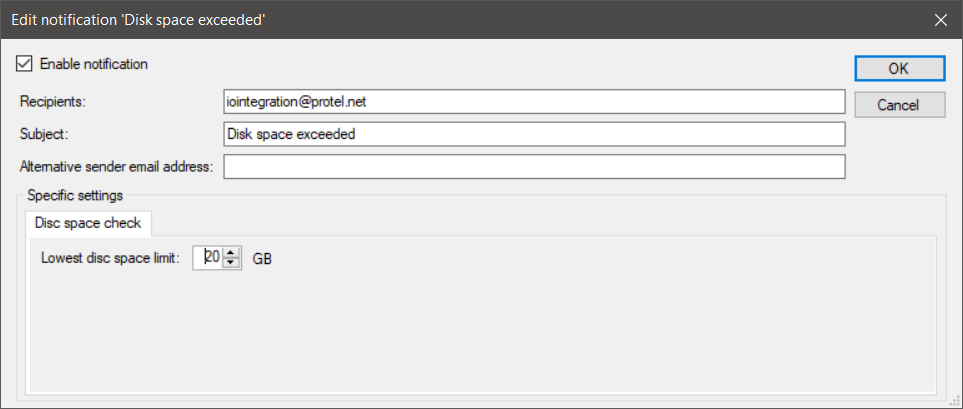 Edit notification 'Disk space exceeded'
Enable notification
OK
Recipients:
iointegration@protel.net
Cancel
Subject:
Disk space exceeded
Alternative sender email address:
Specific settings
Disc space check
Lowest disc space limit: 20 GB